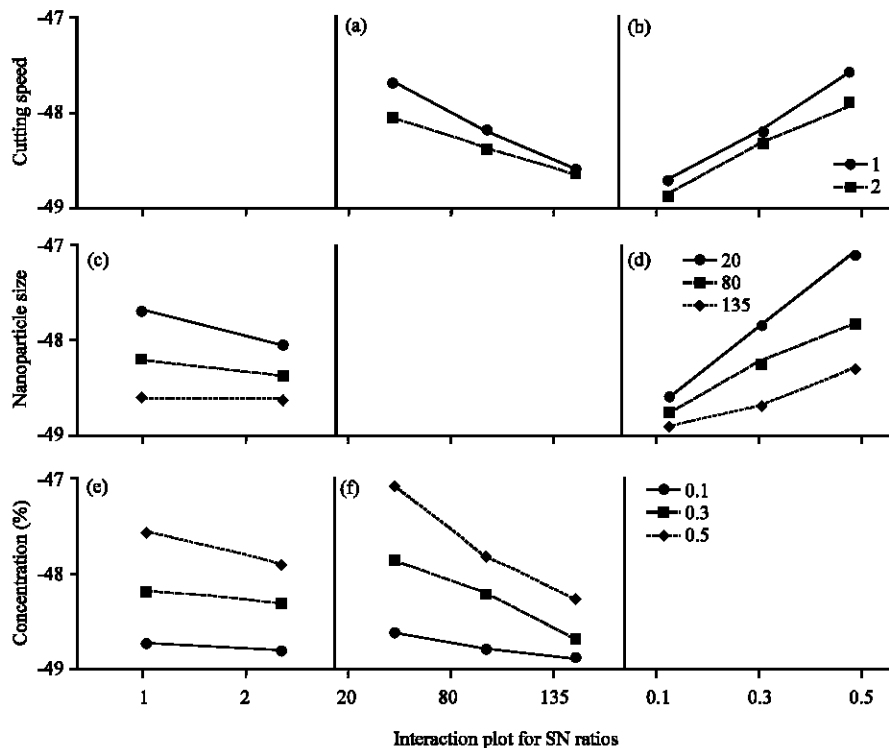 (a)
(b)
-47
-48
-49
Cutting speed
1
2
(c)
(d)
-47
-48
-49
Nanoparticle size
20
80
135
(e)
(f)
-47
-48
-49
Concentration (%)
0.1
0.3
0.5
1 2 20 80 135 0.1 0.3 0.5
Interaction plot for SN ratios